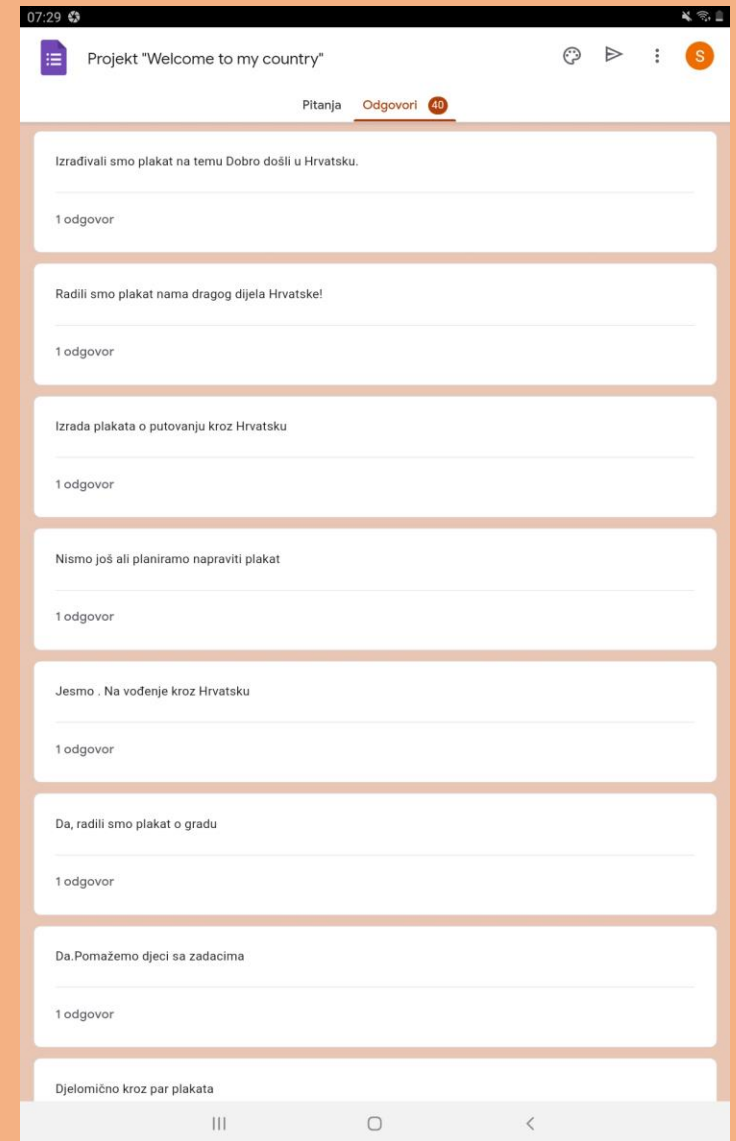 07:29
Projekt "Welcome to my country"
S
Pitanja Odgovori 40
Izrađivali smo plakat na temu Dobro došli u Hrvatsku.
1 odgovor
Radili smo plakat nama dragog dijela Hrvatske!
1 odgovor
Izrada plakata o putovanju kroz Hrvatsku
1 odgovor
Nismo još ali planiramo napraviti plakat
1 odgovor
Jesmo . Na vođenje kroz Hrvatsku
1 odgovor
Da, radili smo plakat o gradu
1 odgovor
Da.Pomažemo djeci sa zadacima
1 odgovor
Djelomično kroz par plakata